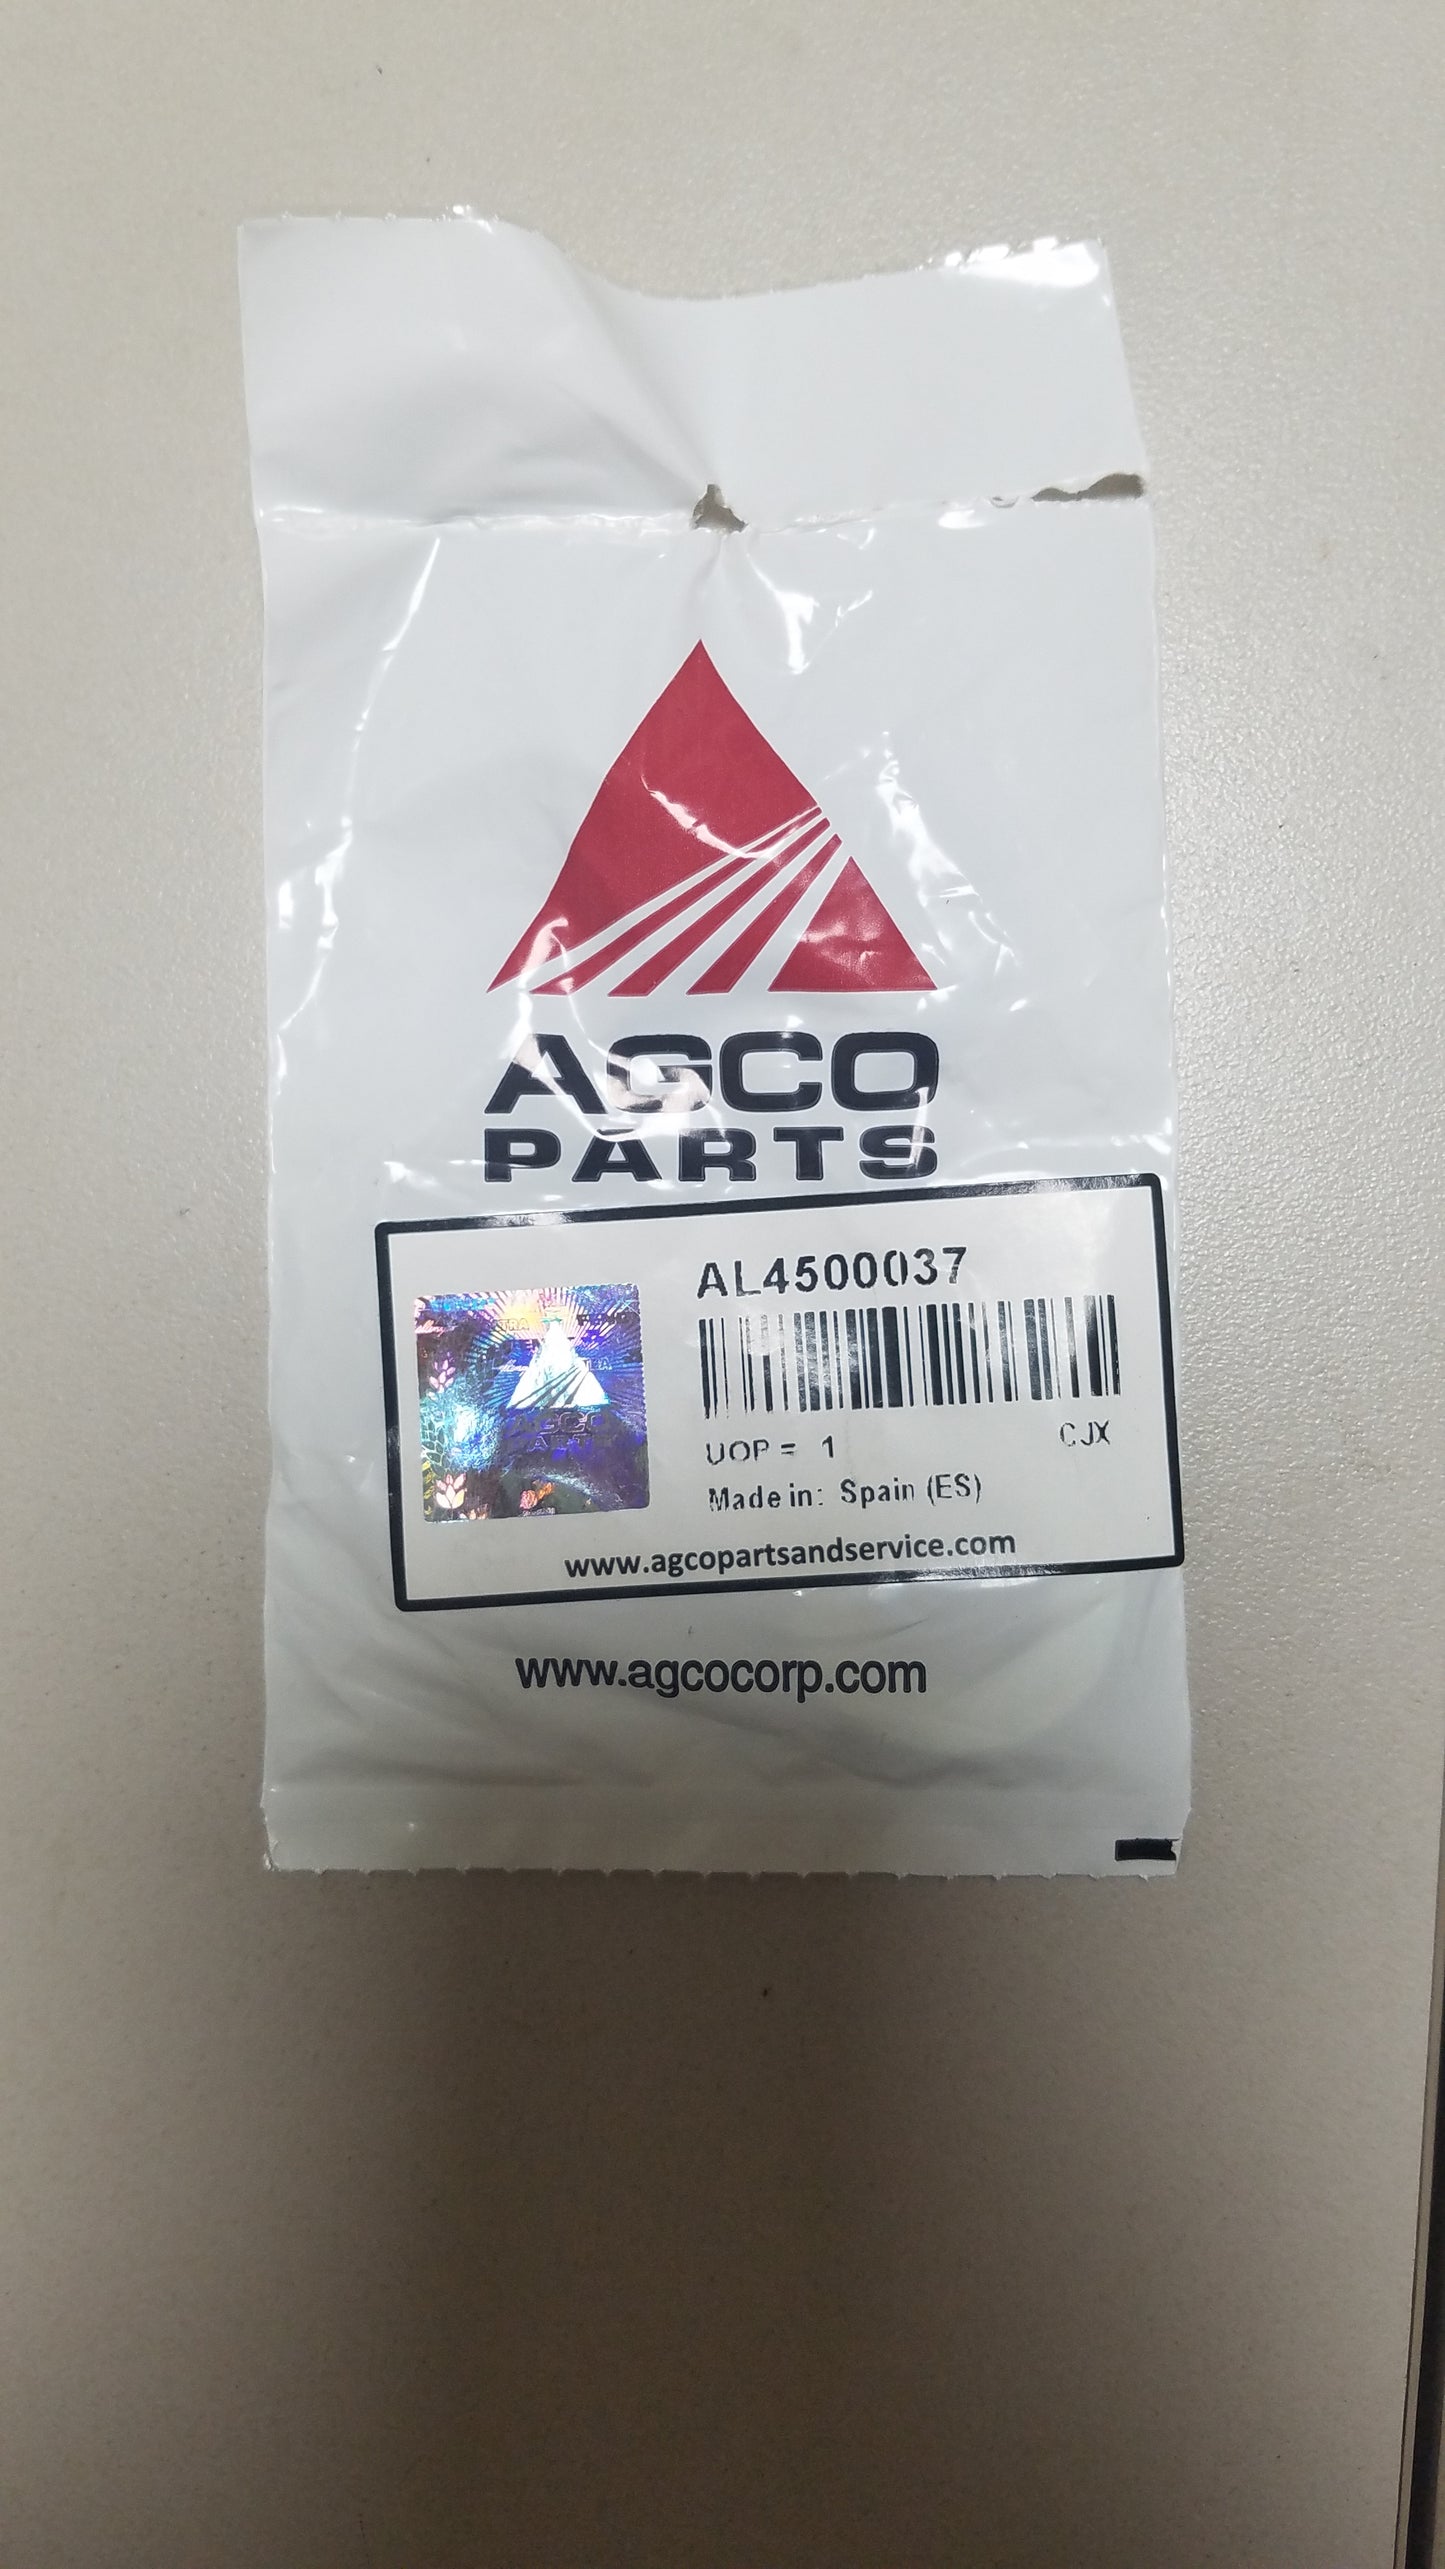 AGCO
PARTS
AL4500037
UOP = 1
CJX
Made in: Spain (ES)
www.agcopartsandservice.com
www.agcocorp.com